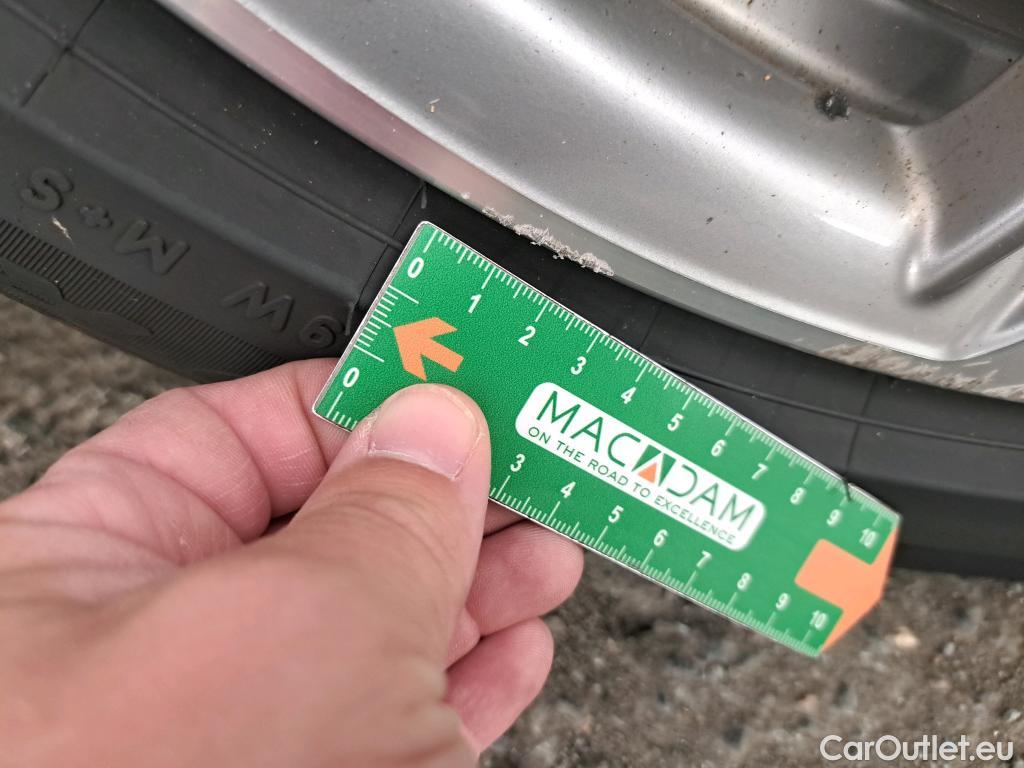 M+S
9W
0 1 2 3 4 5 6 7 8 9 10
MACADAM
ON THE ROAD TO EXCELLENCE
0 3 4 5 6 7 8 9 10
CarOutlet.eu